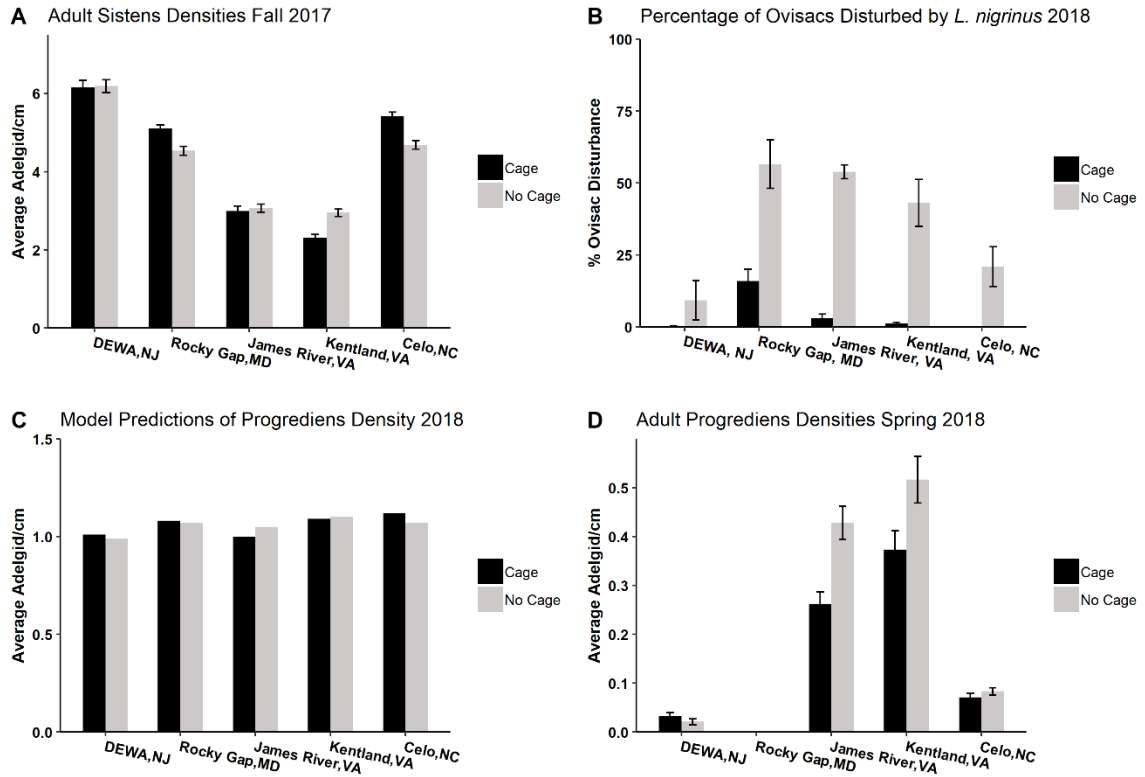 A Adult Sistens Densities Fall 2017
Average Adelgid/cm
6
4
2
0
DEWA,NJ
Rocky Gap,MD
James River,VA
Kentland,VA
Celo,NC
Cage
No Cage
B Percentage of Ovisacs Disturbed by L. nigrinus 2018
% Ovisac Disturbance
100
75
50
25
0
DEWA, NJ
Rocky Gap, MD
James River, VA
Kentland, VA
Celo, NC
Cage
No Cage
C Model Predictions of Progrediens Density 2018
Average Adelgid/cm
1.5
1.0
0.5
0.0
DEWA,NJ
Rocky Gap,MD
James River,VA
Kentland,VA
Celo,NC
Cage
No Cage
D Adult Progrediens Densities Spring 2018
Average Adelgid/cm
0.5
0.4
0.3
0.2
0.1
0.0
DEWA,NJ
Rocky Gap,MD
James River,VA
Kentland,VA
Celo,NC
Cage
No Cage